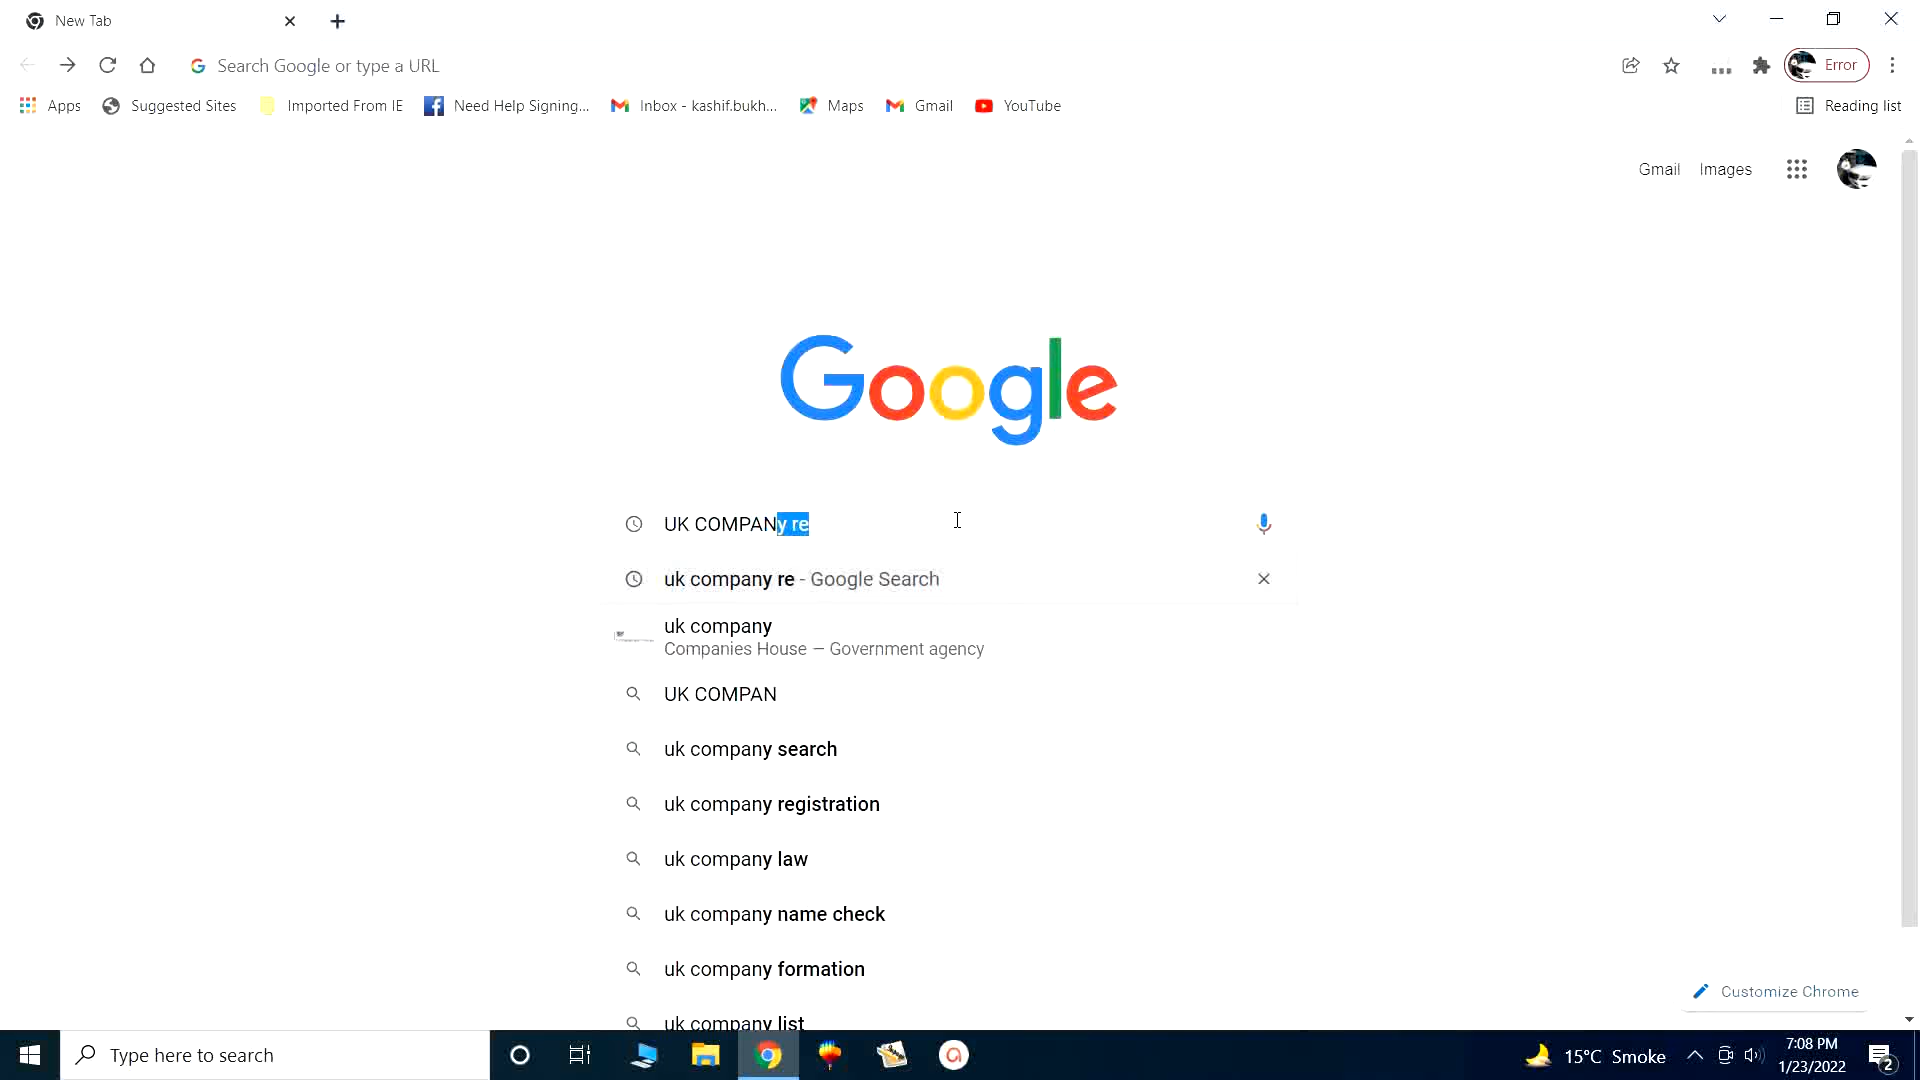 New Tab
Search Google or type a URL
Error
Apps
Suggested Sites
Imported From IE
Need Help Signing...
Inbox - kashif.bukh...
Maps
Gmail
YouTube
Reading list
Gmail
Images
Google
UK COMPANy re
uk company re - Google Search
uk company
Companies House — Government agency
UK COMPAN
uk company search
uk company registration
uk company law
uk company name check
uk company formation
uk company list
Customize Chrome
Type here to search
15°C Smoke
7:08 PM
1/23/2022
2